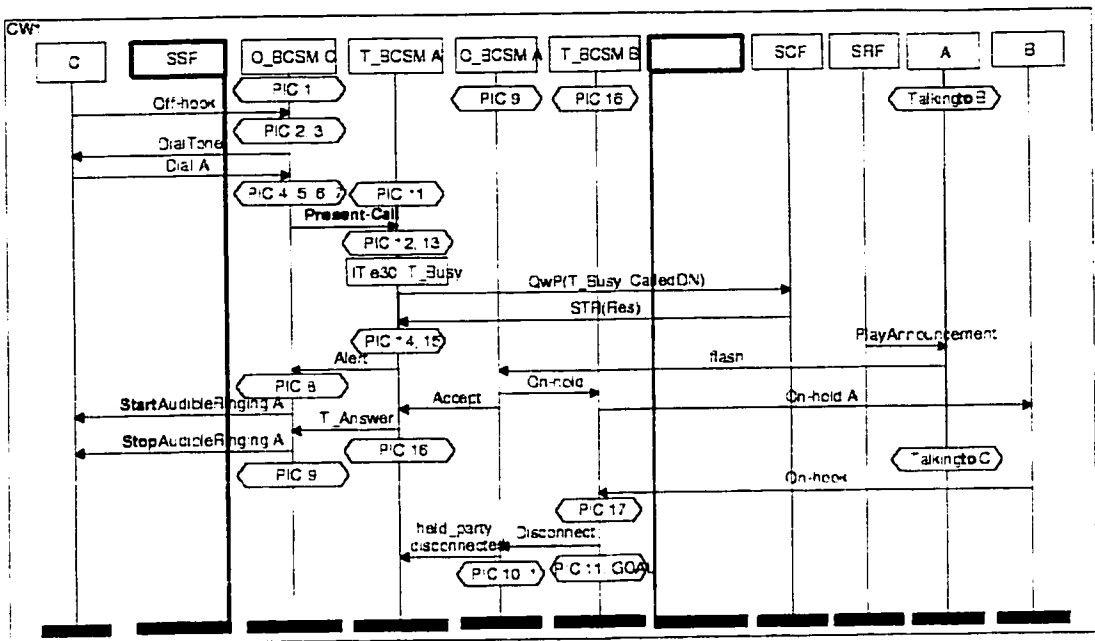 CW*
C
SSF
O_BCSM C
T_BCSM A
O_BCSM A
T_BCSM B
SCF
SRF
A
B
PIC 1
PIC 9
PIC 16
Talking to B
Off-hook
PIC 2, 3
DialTone
Dial A
PIC 4, 5, 6, 7
PIC 11
Present-Call
PIC 12, 13
T_Busy
QwP(T_Busy CalledDN)
STR(Res)
PIC 14, 15
PlayAnnouncement
Alert
flash
PIC 8
On-hold
StartAudibleRinging A
Accept
On-hold A
T_Answer
StopAudibleRinging A
PIC 16
Talking to C
PIC 9
On-hook
PIC 17
held_party
disconnected
Disconnect
PIC 10, 1
PIC 11, GOAL